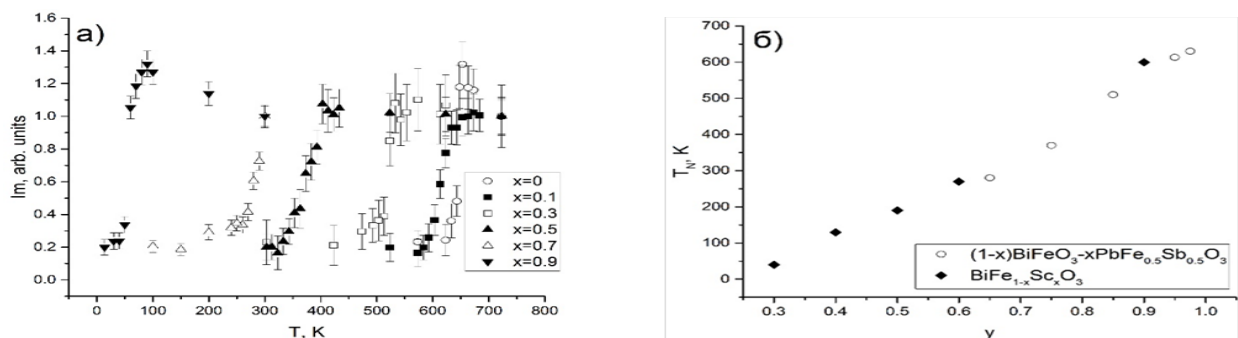 а)
Im, arb. units
1.6
1.4
1.2
1.0
0.8
0.6
0.4
0.2
0.0
0 100 200 300 400 500 600 700 800
T, K
x=0
x=0.1
x=0.3
x=0.5
x=0.7
x=0.9
б)
T_N, K
700
600
500
400
300
200
100
0
(1-x)BiFeO₃-xPbFe₀.₅Sb₀.₅O₃
BiFe₁₋ₓScₓO₃
0.3 0.4 0.5 0.6 0.7 0.8 0.9 1.0
y